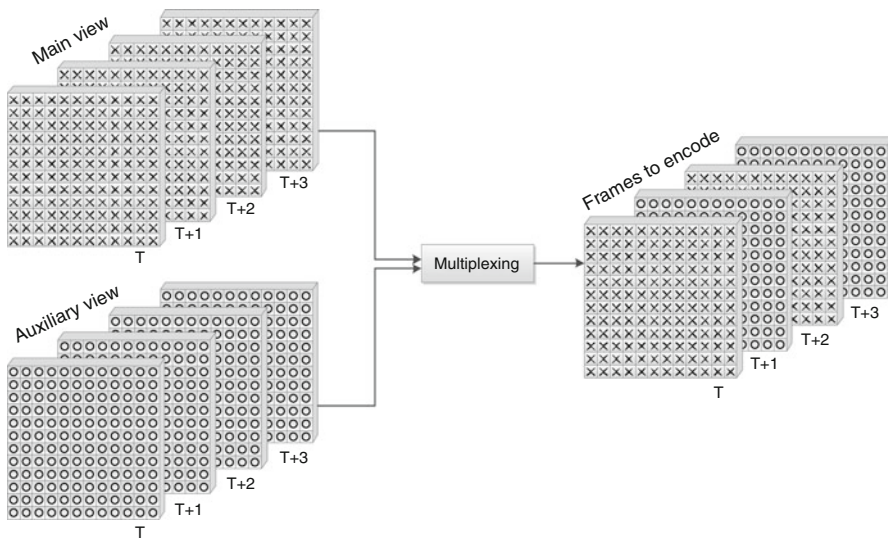 Main view
T
T+1
T+2
T+3
Auxiliary view
T
T+1
T+2
T+3
Multiplexing
Frames to encode
T
T+1
T+2
T+3